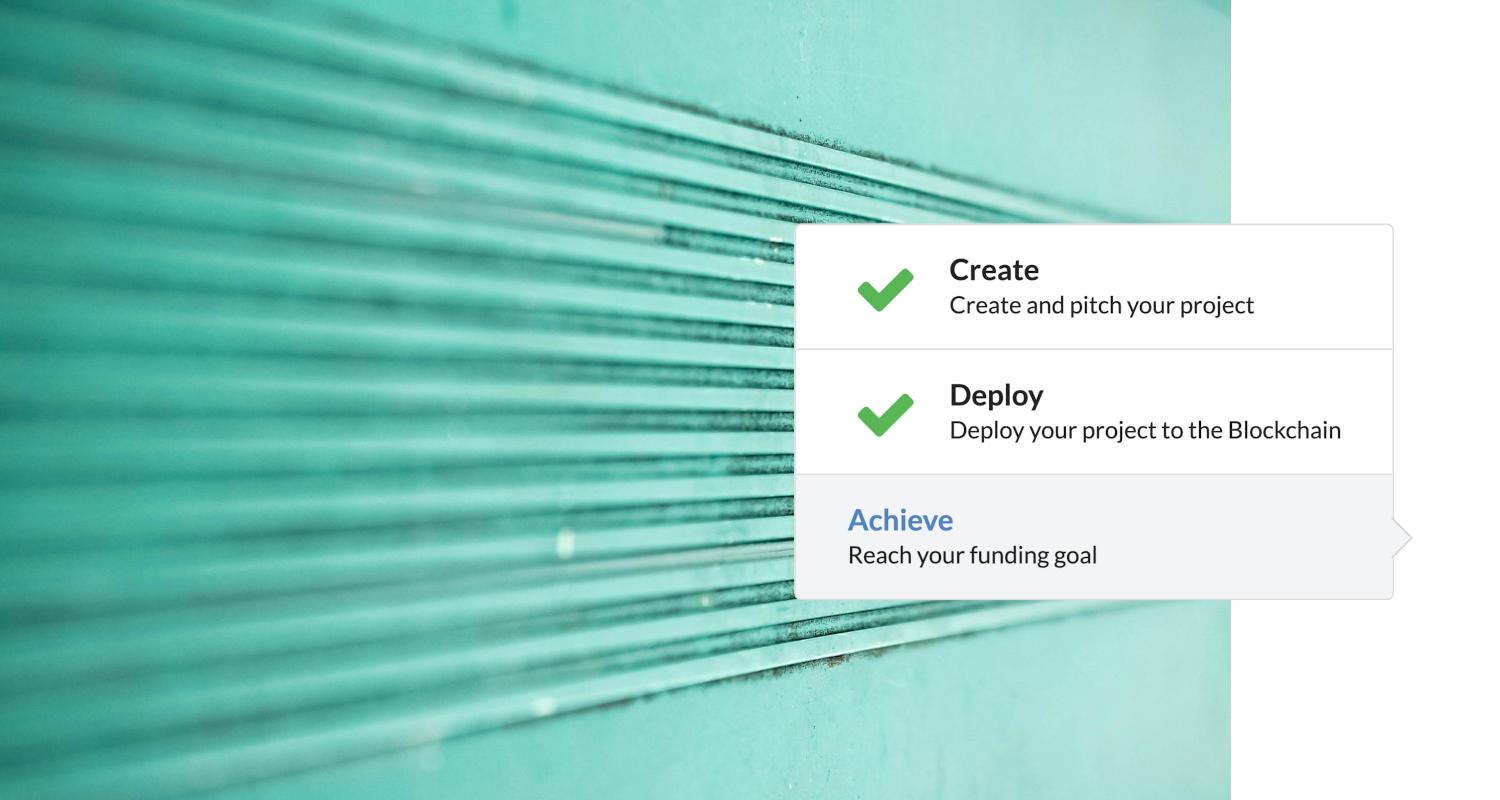 Create
Create and pitch your project
Deploy
Deploy your project to the Blockchain
Achieve
Reach your funding goal